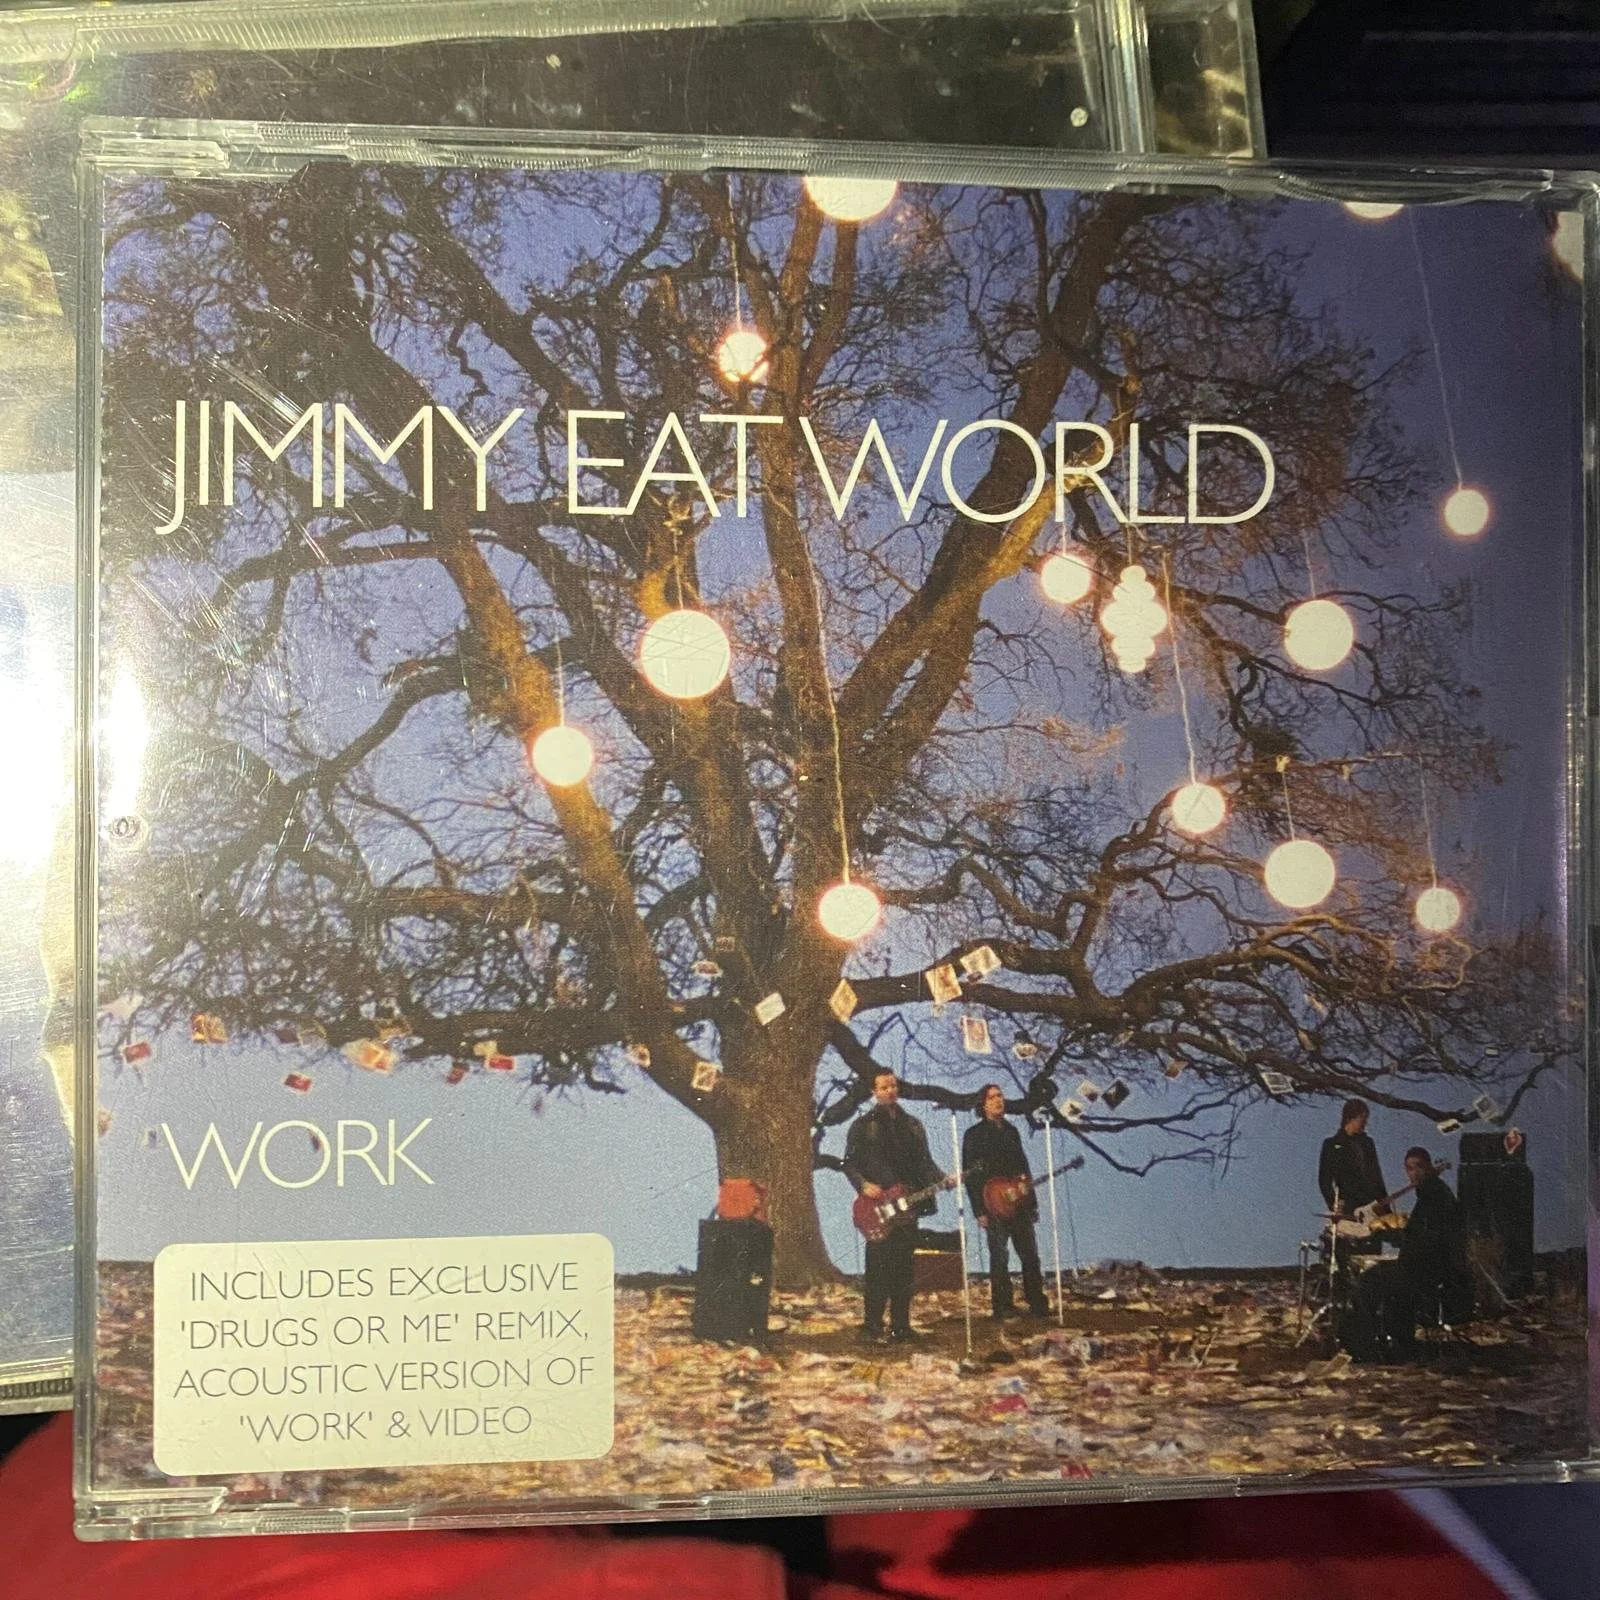 JIMMY EAT WORLD
WORK
INCLUDES EXCLUSIVE
'DRUGS OR ME' REMIX,
ACOUSTIC VERSION OF
'WORK' & VIDEO